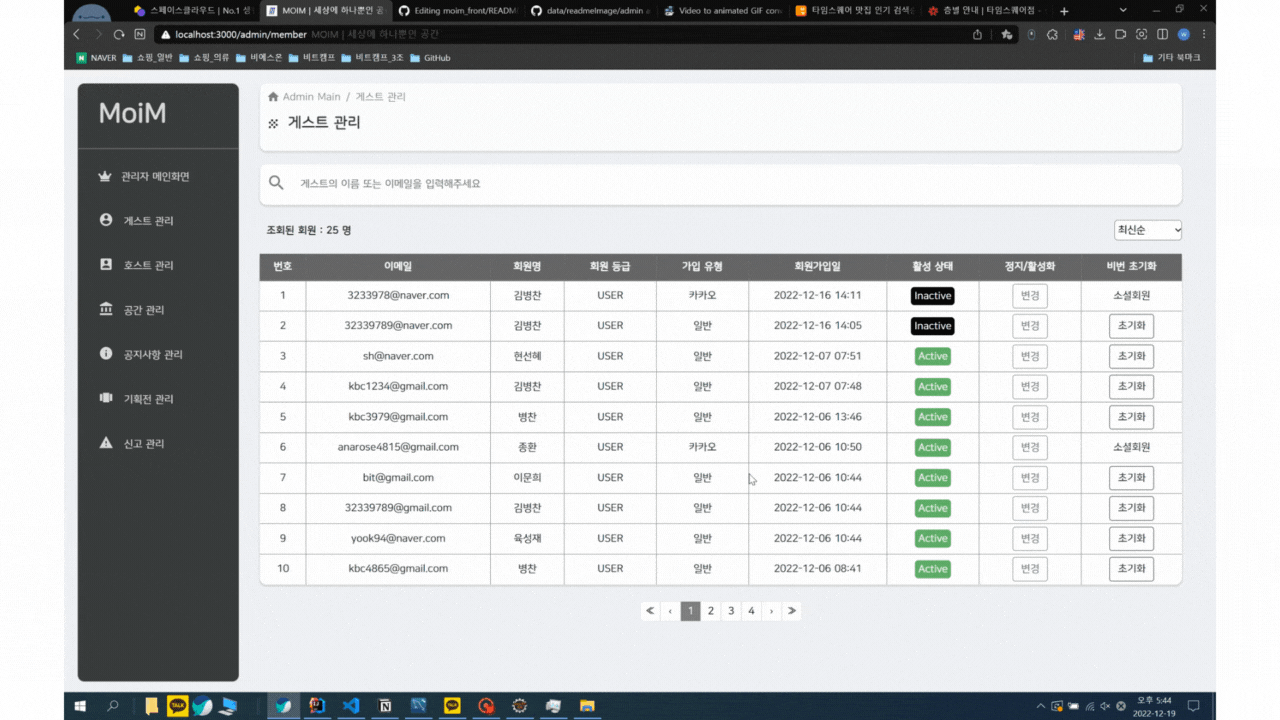 스페이스클라우드 | No.1 생
MOIM | 세상에 하나뿐인 공
Editing moim_front/READM
data/readmeImage/admin a
Video to animated GIF conv
타임스퀘어 맛집 인기 검색순
층별 안내 | 타임스퀘어점 -
localhost:3000/admin/member MOIM | 세상에 하나뿐인 공간
NAVER 쇼핑_일반 쇼핑_의류 비에스온 비트캠프 비트캠프_3조 GitHub 기타 북마크
MoiM
관리자 메인화면
게스트 관리
호스트 관리
공간 관리
공지사항 관리
기획전 관리
신고 관리
Admin Main / 게스트 관리
게스트 관리
게스트의 이름 또는 이메일을 입력해주세요
조회된 회원 : 25 명 최신순
번호 이메일 회원명 회원 등급 가입 유형 회원가입일 활성 상태 정지/활성화 비번 초기화
1 3233978@naver.com 김병찬 USER 카카오 2022-12-16 14:11 Inactive 변경 소셜회원
2 32339789@naver.com 김병찬 USER 일반 2022-12-16 14:05 Inactive 변경 초기화
3 sh@naver.com 현선혜 USER 일반 2022-12-07 07:51 Active 변경 초기화
4 kbc1234@gmail.com 김병찬 USER 일반 2022-12-07 07:48 Active 변경 초기화
5 kbc3979@gmail.com 병찬 USER 일반 2022-12-06 13:46 Active 변경 초기화
6 anarose4815@gmail.com 종환 USER 카카오 2022-12-06 10:50 Active 변경 소셜회원
7 bit@gmail.com 이문희 USER 일반 2022-12-06 10:44 Active 변경 초기화
8 32339789@gmail.com 김병찬 USER 일반 2022-12-06 10:44 Active 변경 초기화
9 yook94@naver.com 육성재 USER 일반 2022-12-06 10:44 Active 변경 초기화
10 kbc4865@gmail.com 병찬 USER 일반 2022-12-06 08:41 Active 변경 초기화
« ‹ 1 2 3 4 › »
오후 5:44
2022-12-19